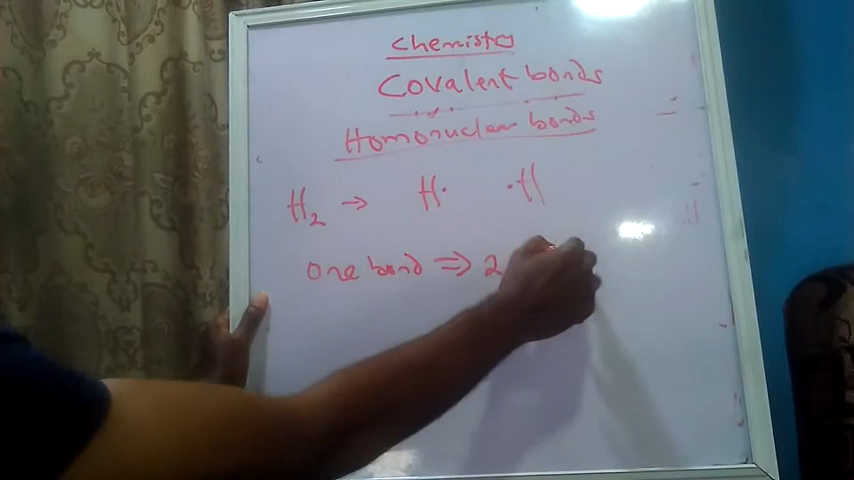 Chemistry
Covalent bonds
Homonuclear bonds
H₂ → H· ·H
One bond ⇒ 2